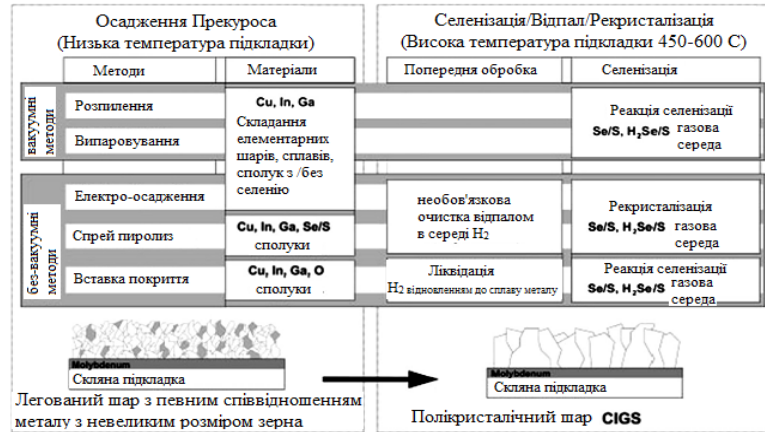 Осадження Прекуроса
(Низька температура підкладки)
Селенізація/Відпал/Рекристалізація
(Висока температура підкладки 450-600 С)
Методи
Матеріали
Попередня обробка
Селенізація
вакуумні
методи
Розпилення
Випаровування
Cu, In, Ga
Складання
елементарних
шарів, сплавів,
сполук з /без
селенію
Реакція селенизації
Se/S, H2Se/S газова
середа
без-вакуумні
методи
Електро-осадження
Спрей пиролиз
Вставка покриття
Cu, In, Ga, Se/S
сполуки
Cu, In, Ga, O
сполуки
необов'язкова
очистка відпалом
в середі H2
Ліквідація
H2 відновленням до сплаву металу
Рекристалізація
Se/S, H2Se/S газова
середа
Реакція селенизації
Se/S, H2Se/S газова
середа
Molybdenum
Скляна підкладка
Легований шар з певним співвідношенням
металу з невеликим розміром зерна
Molybdenum
Скляна підкладка
Полікристалічний шар CIGS